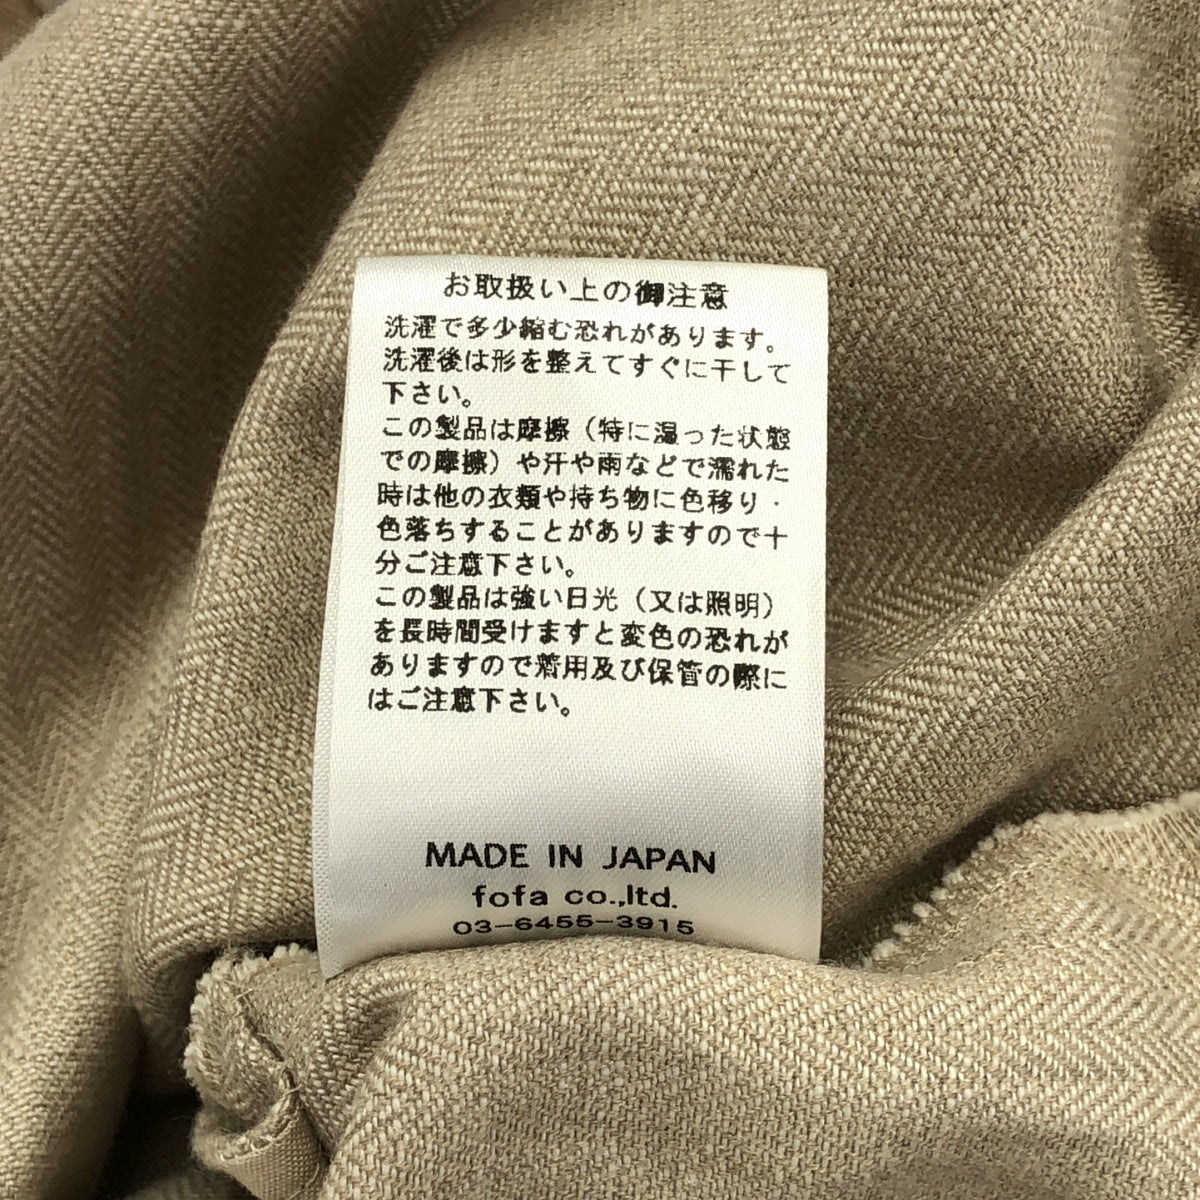 お取扱い上の御注意
洗濯で多少縮む恐れがあります。
洗濯後は形を整えてすぐに干して
下さい。
この製品は摩擦（特に湿った状態
での摩擦）や汗や雨などで濡れた
時は他の衣類や持ち物に色移り・
色落ちすることがありますので十
分ご注意下さい。
この製品は強い日光（又は照明）
を長時間受けますと変色の恐れが
ありますので着用及び保管の際に
はご注意下さい。
MADE IN JAPAN
fofa co.,ltd.
03-6455-3915